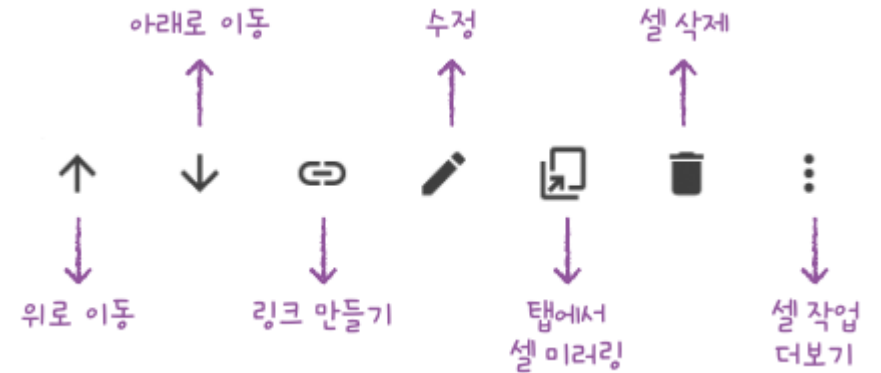 아래로 이동
수정
셀 삭제
위로 이동
링크 만들기
탭에서
셀 미러링
셀 작업
더보기